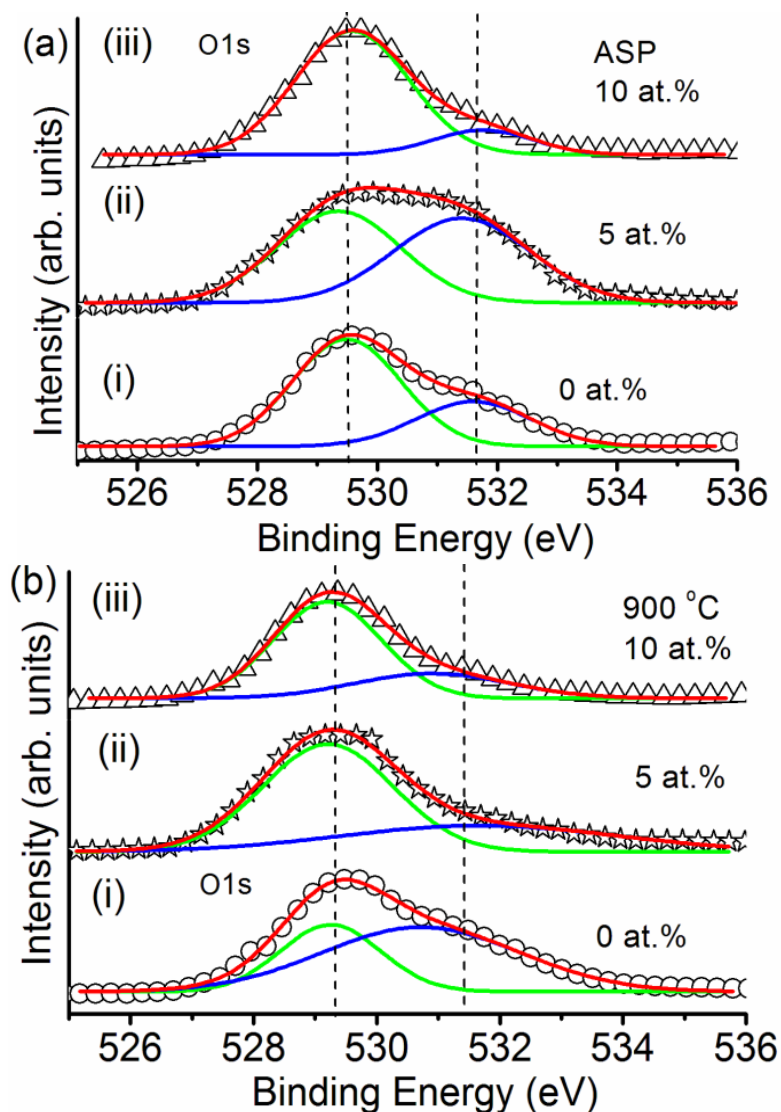 (a) (iii) O1s ASP
10 at.%
(ii) 5 at.%
(i) 0 at.%
Intensity (arb. units)
526 528 530 532 534 536
Binding Energy (eV)
(b) (iii) 900 °C
10 at.%
(ii) 5 at.%
(i) O1s 0 at.%
Intensity (arb. units)
526 528 530 532 534 536
Binding Energy (eV)